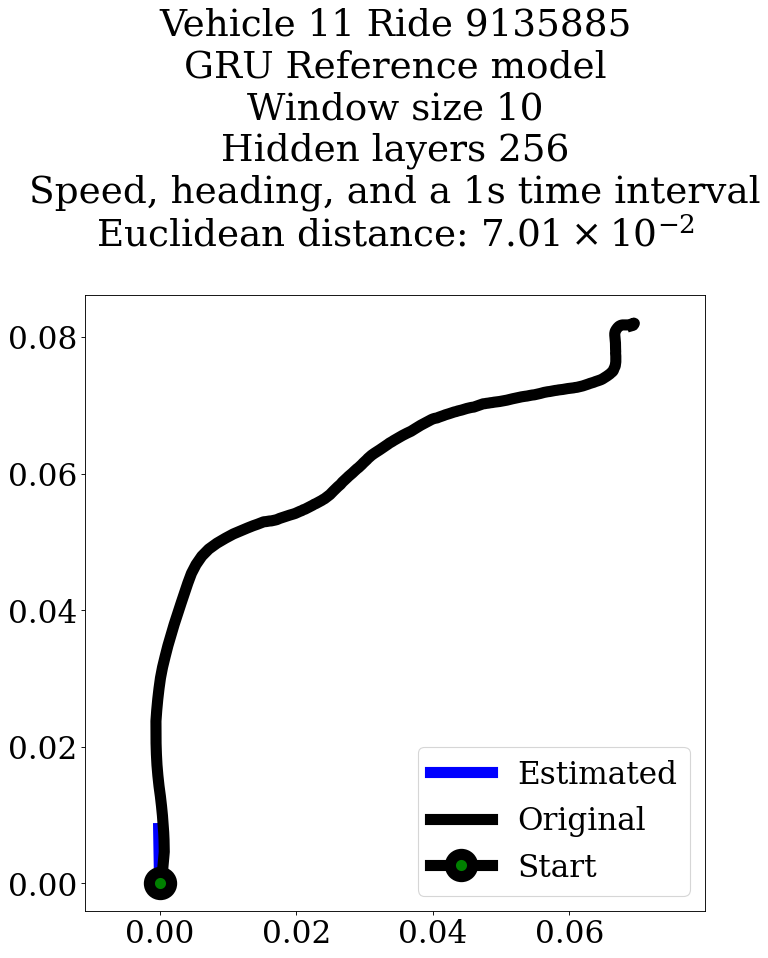 Vehicle 11 Ride 9135885
GRU Reference model
Window size 10
Hidden layers 256
Speed, heading, and a 1s time interval
Euclidean distance: 7.01 × 10⁻²
0.08
0.06
0.04
0.02
0.00
Estimated
Original
Start
0.00 0.02 0.04 0.06